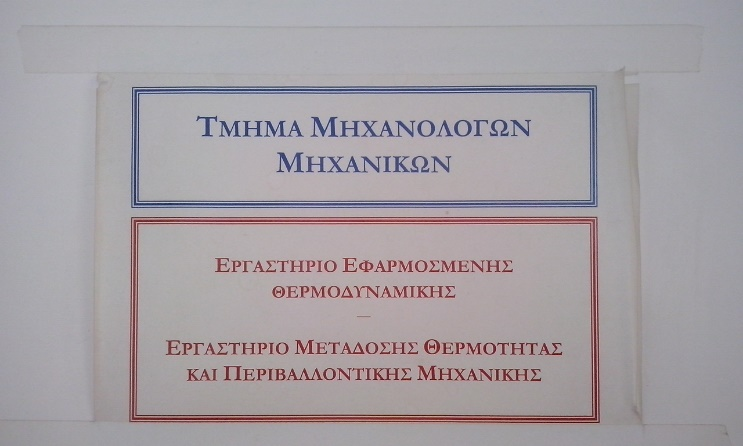 ΤΜΗΜΑ ΜΗΧΑΝΟΛΟΓΩΝ
ΜΗΧΑΝΙΚΩΝ
ΕΡΓΑΣΤΗΡΙΟ ΕΦΑΡΜΟΣΜΕΝΗΣ
ΘΕΡΜΟΔΥΝΑΜΙΚΗΣ
—
ΕΡΓΑΣΤΗΡΙΟ ΜΕΤΑΔΟΣΗΣ ΘΕΡΜΟΤΗΤΑΣ
ΚΑΙ ΠΕΡΙΒΑΛΛΟΝΤΙΚΗΣ ΜΗΧΑΝΙΚΗΣ